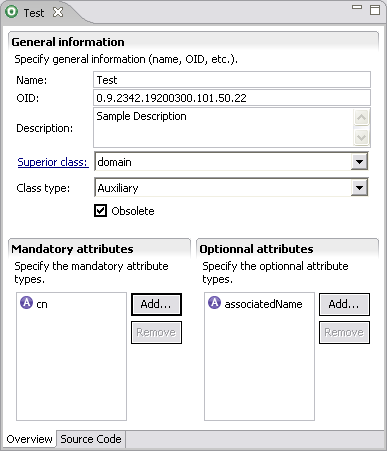 Test
General information
Specify general information (name, OID, etc.).
Name: Test
OID: 0.9.2342.19200300.101.50.22
Description: Sample Description
Superior class: domain
Class type: Auxiliary
Obsolete
Mandatory attributes
Specify the mandatory attribute
types.
A cn
Add...
Remove
Optionnal attributes
Specify the optionnal attribute
types.
A associatedName
Add...
Remove
Overview Source Code